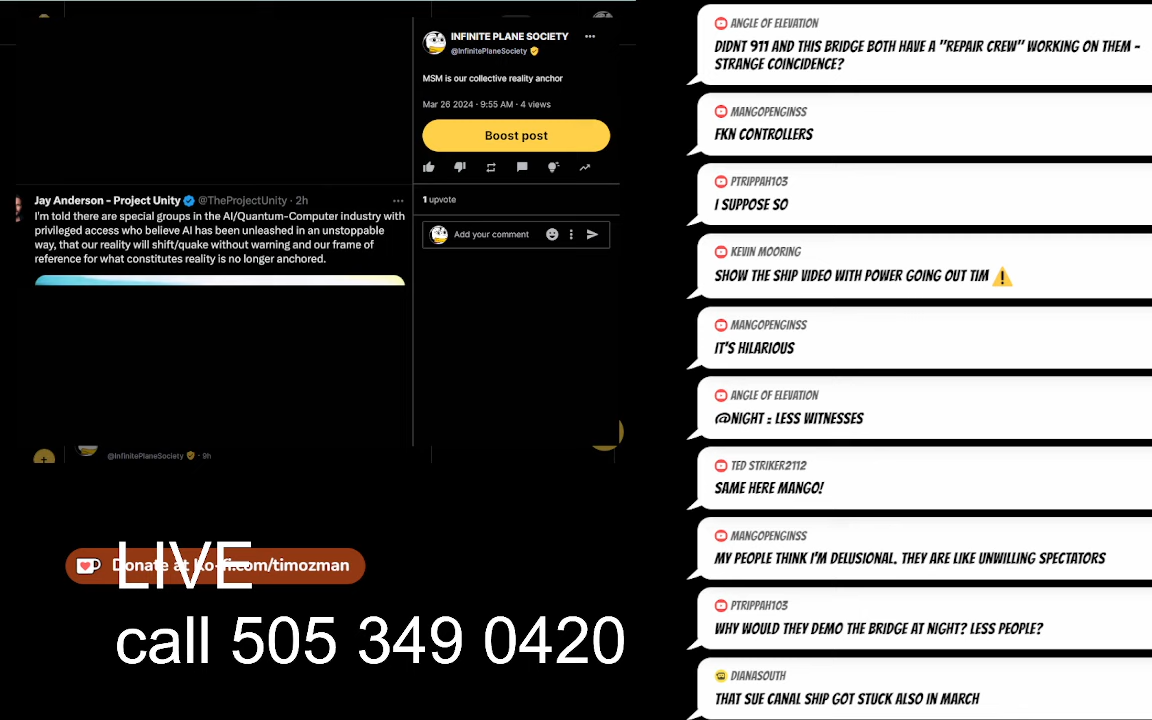 INFINITE PLANE SOCIETY
@InfinitePlaneSociety
MSM is our collective reality anchor
Mar 26 2024 · 9:55 AM · 4 views
Boost post
1 upvote
Add your comment
Jay Anderson - Project Unity @TheProjectUnity · 2h
I'm told there are special groups in the AI/Quantum-Computer industry with
privileged access who believe AI has been unleashed in an unstoppable
way, that our reality will shift/quake without warning and our frame of
reference for what constitutes reality is no longer anchored.
@InfinitePlaneSociety · 9h
Donate at ko-fi.com/timozman
LIVE
call 505 349 0420
ANGLE OF ELEVATION
DIDNT 911 AND THIS BRIDGE BOTH HAVE A "REPAIR CREW" WORKING ON THEM -
STRANGE COINCIDENCE?
MANGOPENGINSS
FKN CONTROLLERS
PTRIPPAH103
I SUPPOSE SO
KEVIN MOORING
SHOW THE SHIP VIDEO WITH POWER GOING OUT TIM ⚠️
MANGOPENGINSS
IT'S HILARIOUS
ANGLE OF ELEVATION
@NIGHT : LESS WITNESSES
TED STRIKER2112
SAME HERE MANGO!
MANGOPENGINSS
MY PEOPLE THINK I'M DELUSIONAL. THEY ARE LIKE UNWILLING SPECTATORS
PTRIPPAH103
WHY WOULD THEY DEMO THE BRIDGE AT NIGHT? LESS PEOPLE?
DIANASOUTH
THAT SUE CANAL SHIP GOT STUCK ALSO IN MARCH